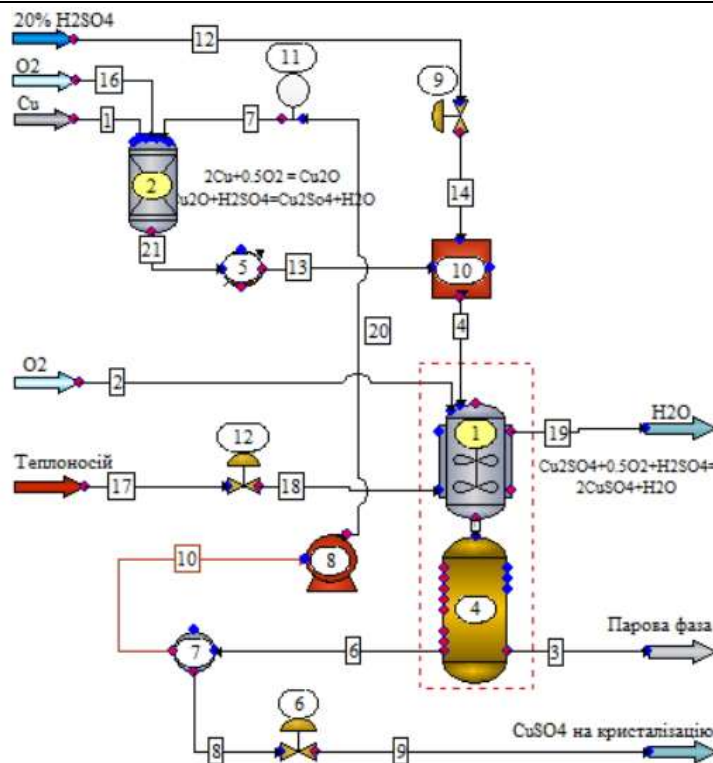 20% H2SO4
12
O2
16
11
9
Cu
1
7
2
2Cu+0.5O2 = Cu2O
u2O+H2SO4=Cu2So4+H2O
14
21
5
13
10
4
20
O2
2
19
H2O
1
12
Cu2SO4+0.5O2+H2SO4=
2CuSO4+H2O
Теплоносій
17
18
10
8
4
Парова фаза
7
6
3
6
CuSO4 на кристалізацію
8
9